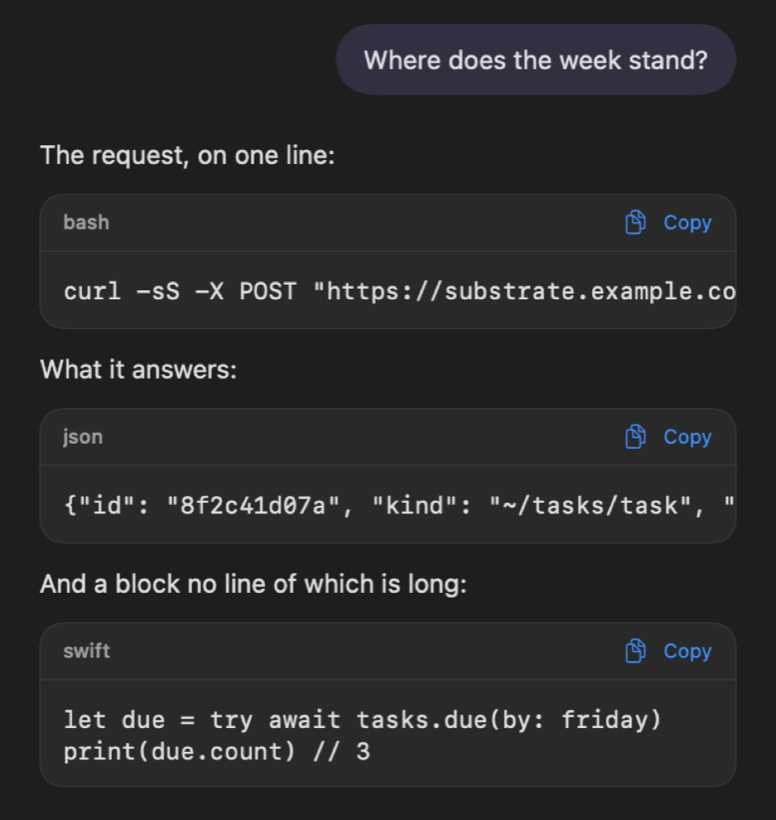 Where does the week stand?
The request, on one line:
bash
Copy
curl -sS -X POST "https://substrate.example.co
What it answers:
json
Copy
{"id": "8f2c41d07a", "kind": "~/tasks/task", "
And a block no line of which is long:
swift
Copy
let due = try await tasks.due(by: friday)
print(due.count) // 3